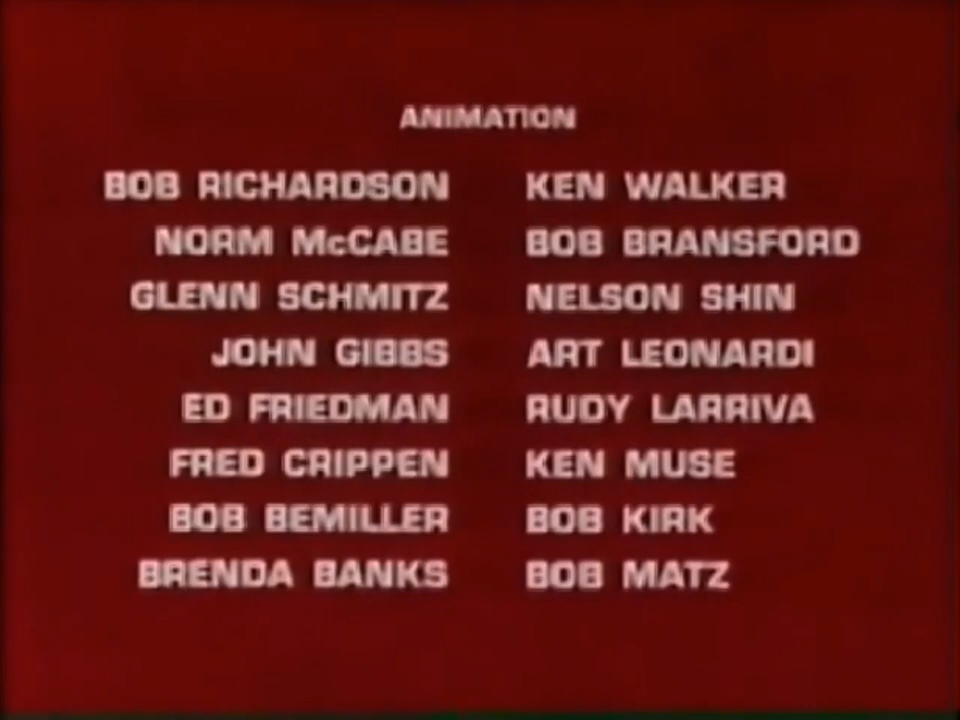 ANIMATION
BOB RICHARDSON KEN WALKER
NORM McCABE BOB BRANSFORD
GLENN SCHMITZ NELSON SHIN
JOHN GIBBS ART LEONARDI
ED FRIEDMAN RUDY LARRIVA
FRED CRIPPEN KEN MUSE
BOB BEMILLER BOB KIRK
BRENDA BANKS BOB MATZ